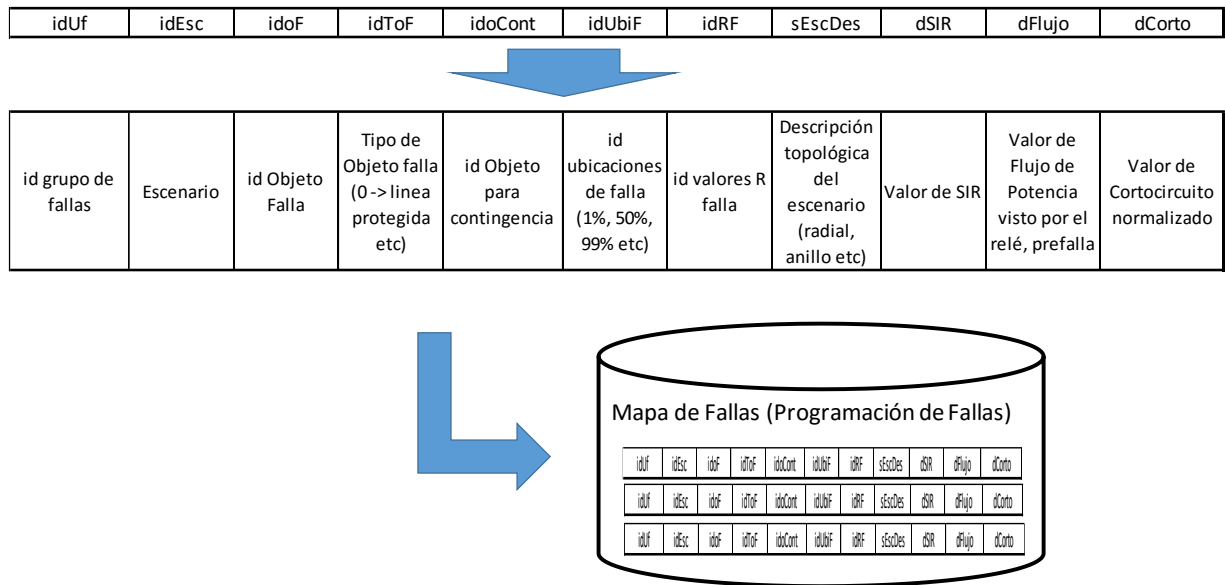 idUf idEsc idoF idToF idoCont idUbiF idRF sEscDes dSIR dFlujo dCorto
id grupo de
fallas
Escenario
id Objeto
Falla
Tipo de
Objeto falla
(0 -> linea
protegida
etc)
id Objeto
para
contingencia
id
ubicaciones
de falla
(1%, 50%,
99% etc)
id valores R
falla
Descripción
topológica
del
escenario
(radial,
anillo etc)
Valor de SIR
Valor de
Flujo de
Potencia
visto por el
relé, prefalla
Valor de
Cortocircuito
normalizado
Mapa de Fallas (Programación de Fallas)
idUf idEsc idoF idToF idoCont idUbiF idRF sEscDes dSIR dFlujo dCorto
idUf idEsc idoF idToF idoCont idUbiF idRF sEscDes dSIR dFlujo dCorto
idUf idEsc idoF idToF idoCont idUbiF idRF sEscDes dSIR dFlujo dCorto